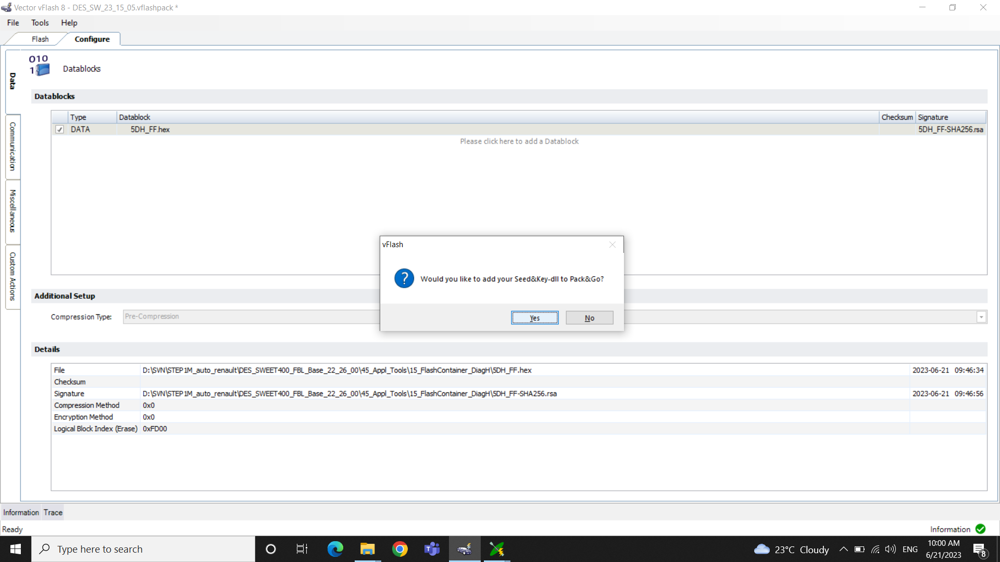 Vector vFlash 8 - DES_SW_23_15_05.vflashpack *
File Tools Help
Flash Configure
Data
Communication
Miscellaneous
Custom Actions
010
1
Datablocks
Datablocks
Type Datablock Checksum Signature
DATA 5DH_FF.hex 5DH_FF-SHA256.rsa
Please click here to add a Datablock
vFlash
?
Would you like to add your Seed&Key-dll to Pack&Go?
Yes No
Additional Setup
Compression Type: Pre-Compression
Details
File D:\SVN\STEP1M_auto_renault\DES_SWEET400_FBL_Base_22_26_00\45_Appl_Tools\15_FlashContainer_DiagH\5DH_FF.hex 2023-06-21 09:46:34
Checksum
Signature D:\SVN\STEP1M_auto_renault\DES_SWEET400_FBL_Base_22_26_00\45_Appl_Tools\15_FlashContainer_DiagH\5DH_FF-SHA256.rsa 2023-06-21 09:46:56
Compression Method 0x0
Encryption Method 0x0
Logical Block Index (Erase) 0xFD00
Information Trace
Ready Information
Type here to search
23°C Cloudy
ENG
10:00 AM
6/21/2023
8